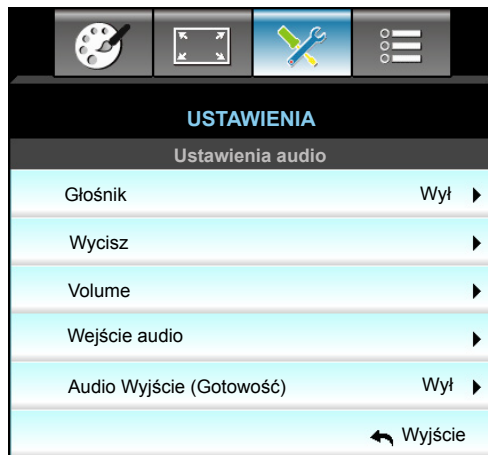 USTAWIENIA
Ustawienia audio
Głośnik Wył
Wycisz
Volume
Wejście audio
Audio Wyjście (Gotowość) Wył
Wyjście